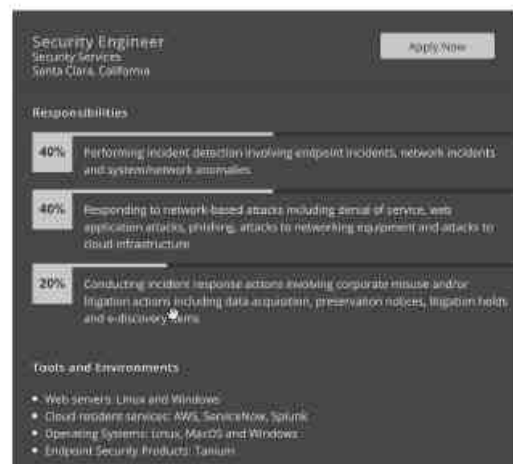 Security Engineer
Security Services
Santa Clara, California
Apply Now
Responsibilities
40%
Performing incident detection involving endpoint incidents, network incidents
and system/network anomalies
40%
Responding to network-based attacks including denial of service, web
application attacks, phishing, attacks to networking equipment and attacks to
cloud infrastructure
20%
Conducting incident response actions involving corporate misuse and/or
litigation actions including data acquisition, preservation notices, litigation holds
and e-discovery items
Tools and Environments
• Web servers: Linux and Windows
• Cloud resident services: AWS, ServiceNow, Splunk
• Operating Systems: Linux, MacOS and Windows
• Endpoint Security Products: Tanium